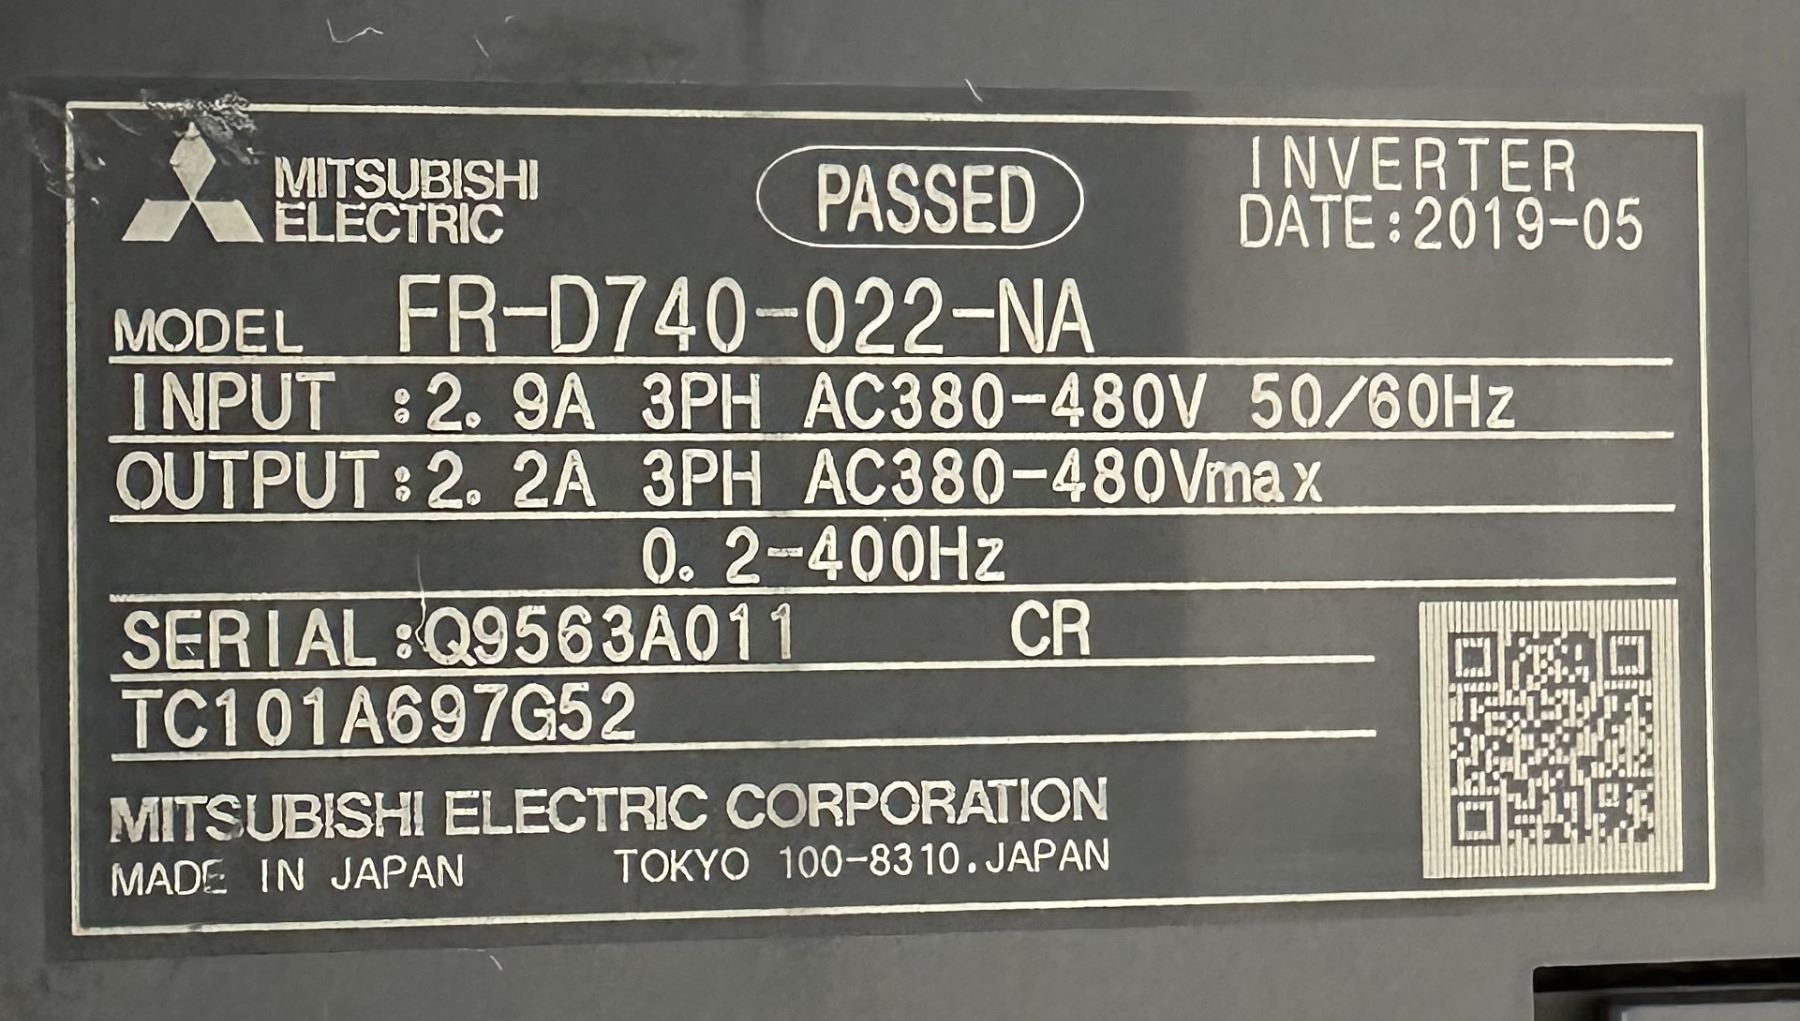 MITSUBISHI
ELECTRIC
PASSED
INVERTER
DATE:2019-05
MODEL FR-D740-022-NA
INPUT :2.9A 3PH AC380-480V 50/60Hz
OUTPUT:2.2A 3PH AC380-480Vmax
0.2-400Hz
SERIAL:Q9563A011 CR
TC101A697G52
MITSUBISHI ELECTRIC CORPORATION
MADE IN JAPAN TOKYO 100-8310.JAPAN